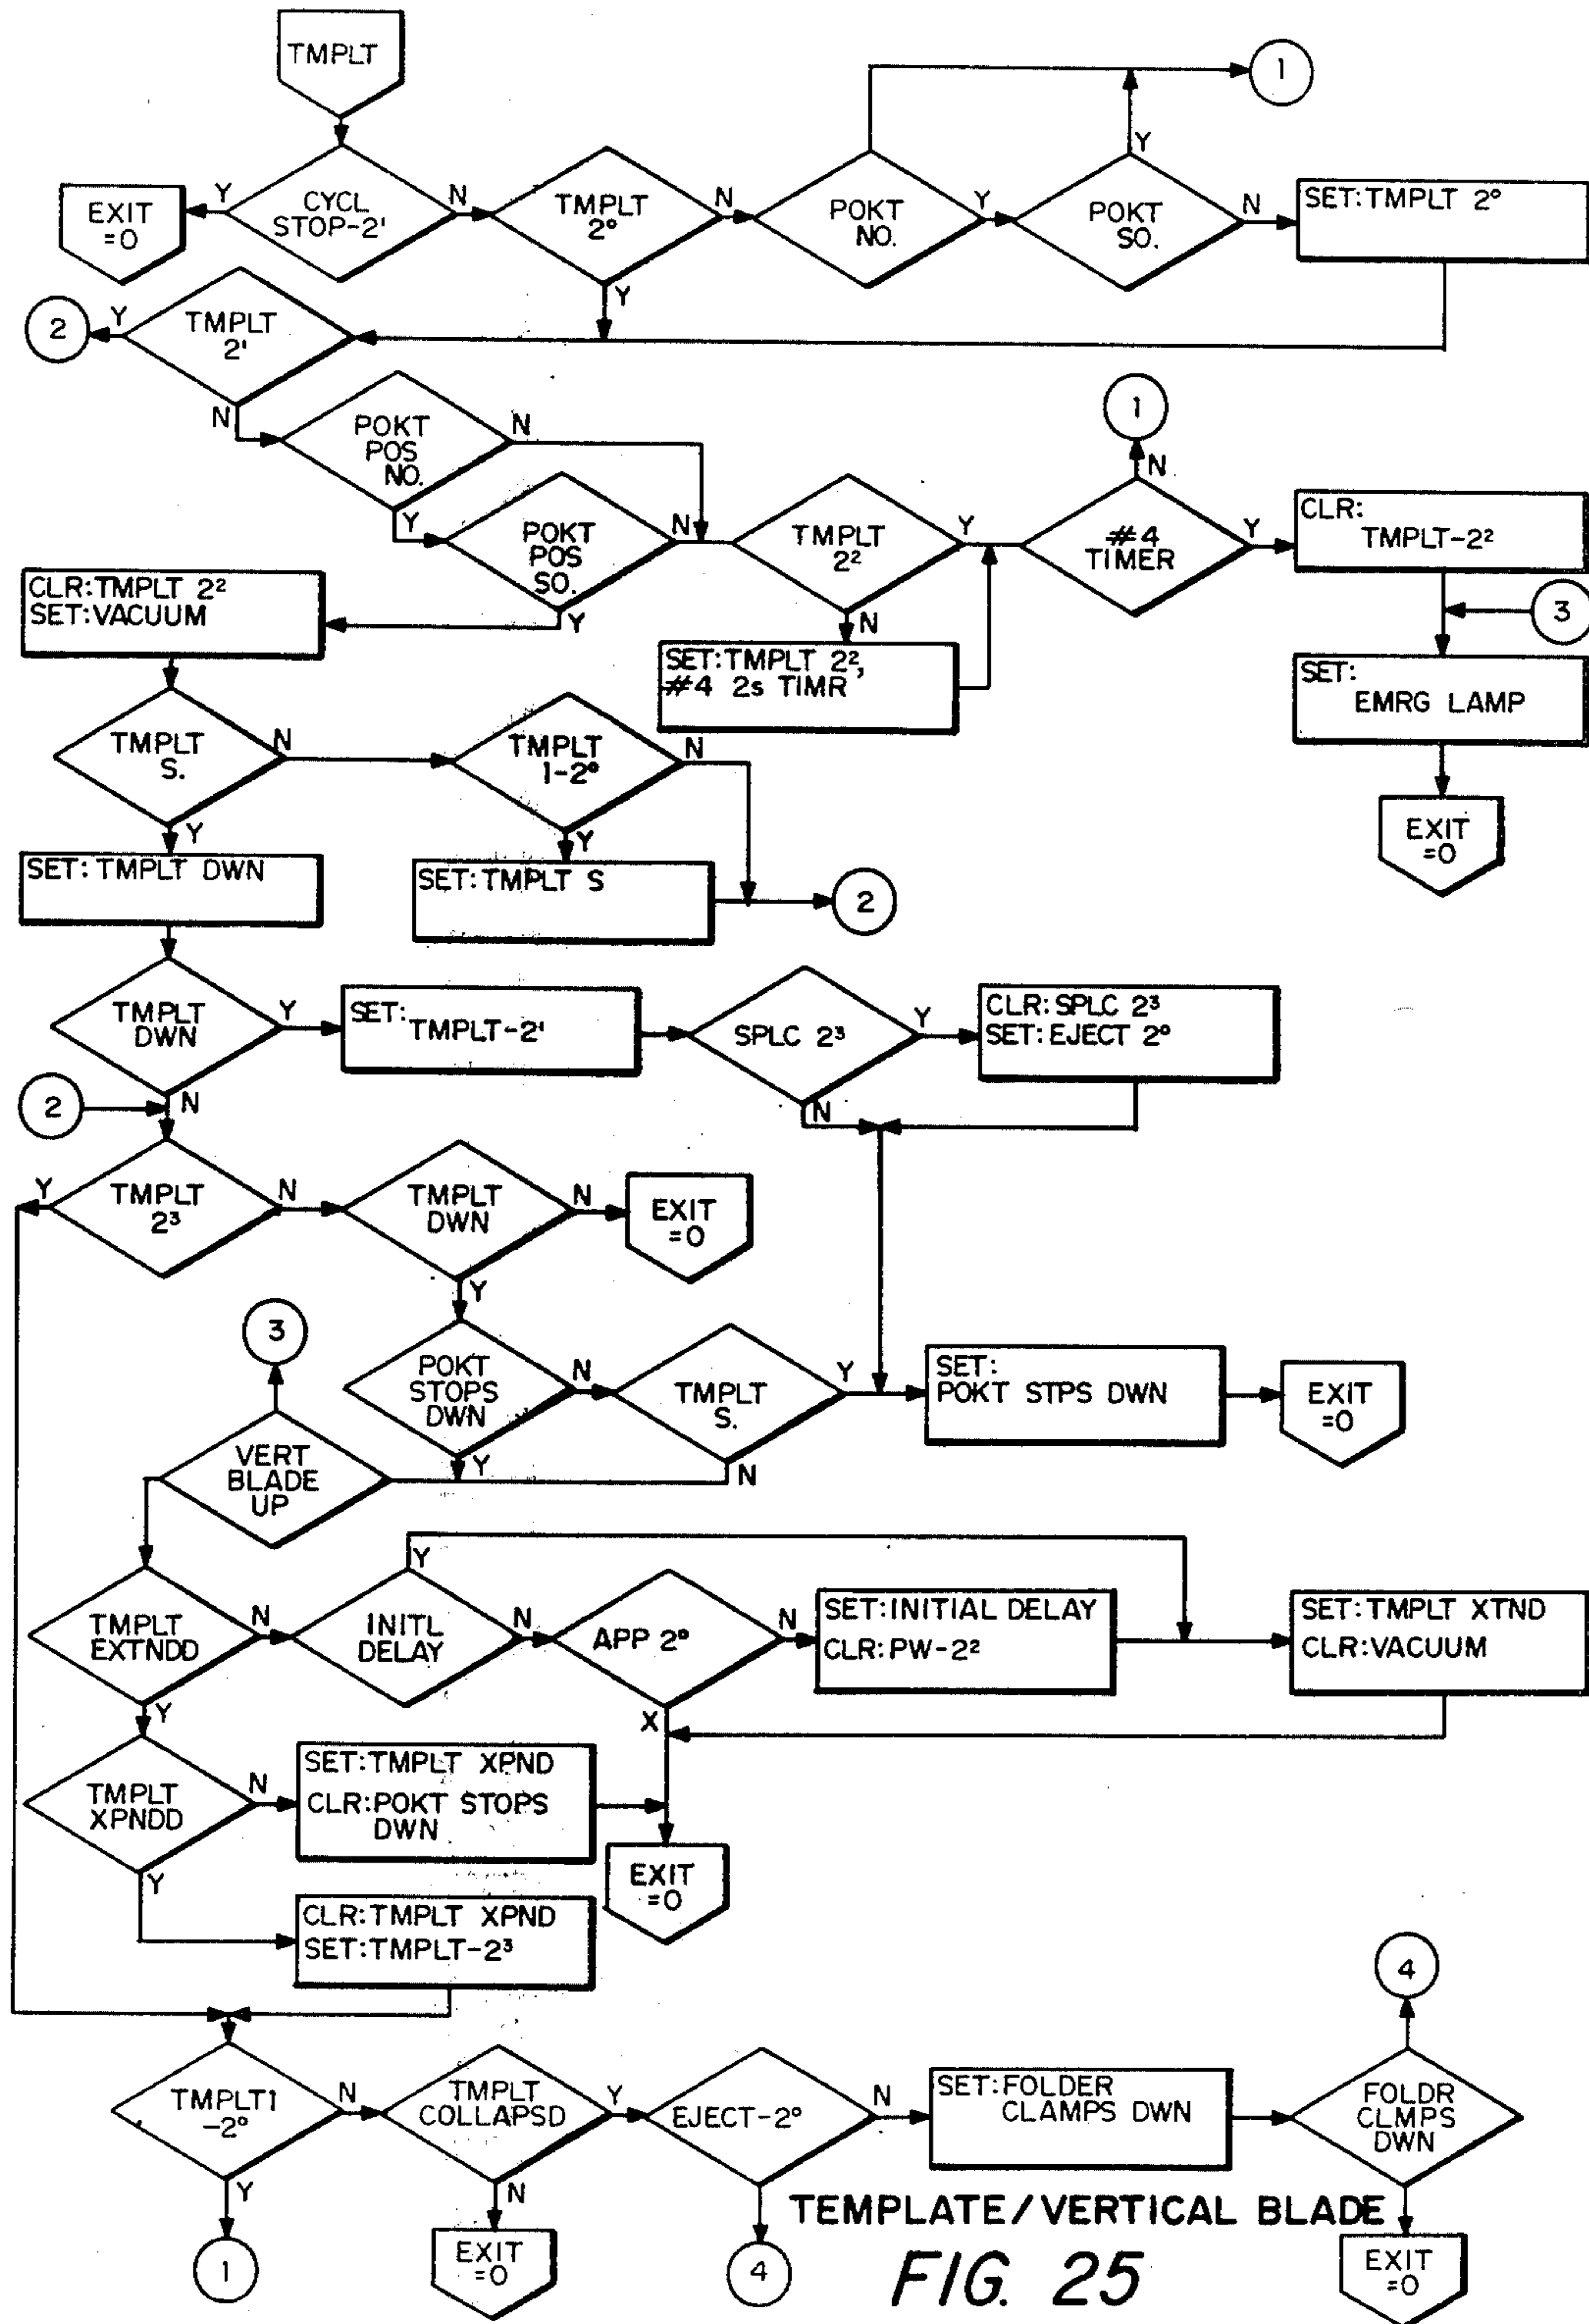 TMPLT
1
EXIT
=0
Y
CYCL
STOP-2¹
N
TMPLT
2⁰
N
POKT
NO.
Y
POKT
SO.
Y
N
SET:TMPLT 2⁰
Y
2
Y
TMPLT
2¹
N
POKT
POS
NO.
N
Y
POKT
POS
SO.
N
Y
TMPLT
2²
Y
N
#4
TIMER
1
N
Y
CLR:
TMPLT-2²
3
SET:
EMRG LAMP
EXIT
=0
CLR:TMPLT 2²
SET:VACUUM
SET:TMPLT 2²,
#4 2s TIMR
TMPLT
S.
N
Y
TMPLT
1-2⁰
N
Y
SET: TMPLT DWN
SET:TMPLT S
2
TMPLT
DWN
Y
N
SET:
TMPLT-2¹
SPLC 2³
Y
N
CLR: SPLC 2³
SET:EJECT 2⁰
2
Y
TMPLT
2³
N
TMPLT
DWN
N
Y
EXIT
=0
3
POKT
STOPS
DWN
N
Y
TMPLT
S.
Y
N
SET:
POKT STPS DWN
EXIT
=0
VERT
BLADE
UP
TMPLT
EXTNDD
N
Y
INITL
DELAY
Y
N
APP 2⁰
N
X
SET:INITIAL DELAY
CLR:PW-2²
SET:TMPLT XTND
CLR:VACUUM
TMPLT
XPNDD
N
Y
SET:TMPLT XPND
CLR:POKT STOPS
DWN
EXIT
=0
CLR:TMPLT XPND
SET:TMPLT-2³
4
TMPLT1
-2⁰
N
Y
TMPLT
COLLAPSD
Y
N
EJECT-2⁰
N
SET:FOLDER
CLAMPS DWN
FOLDR
CLMPS
DWN
1
EXIT
=0
4
EXIT
=0
TEMPLATE/VERTICAL BLADE
FIG. 25